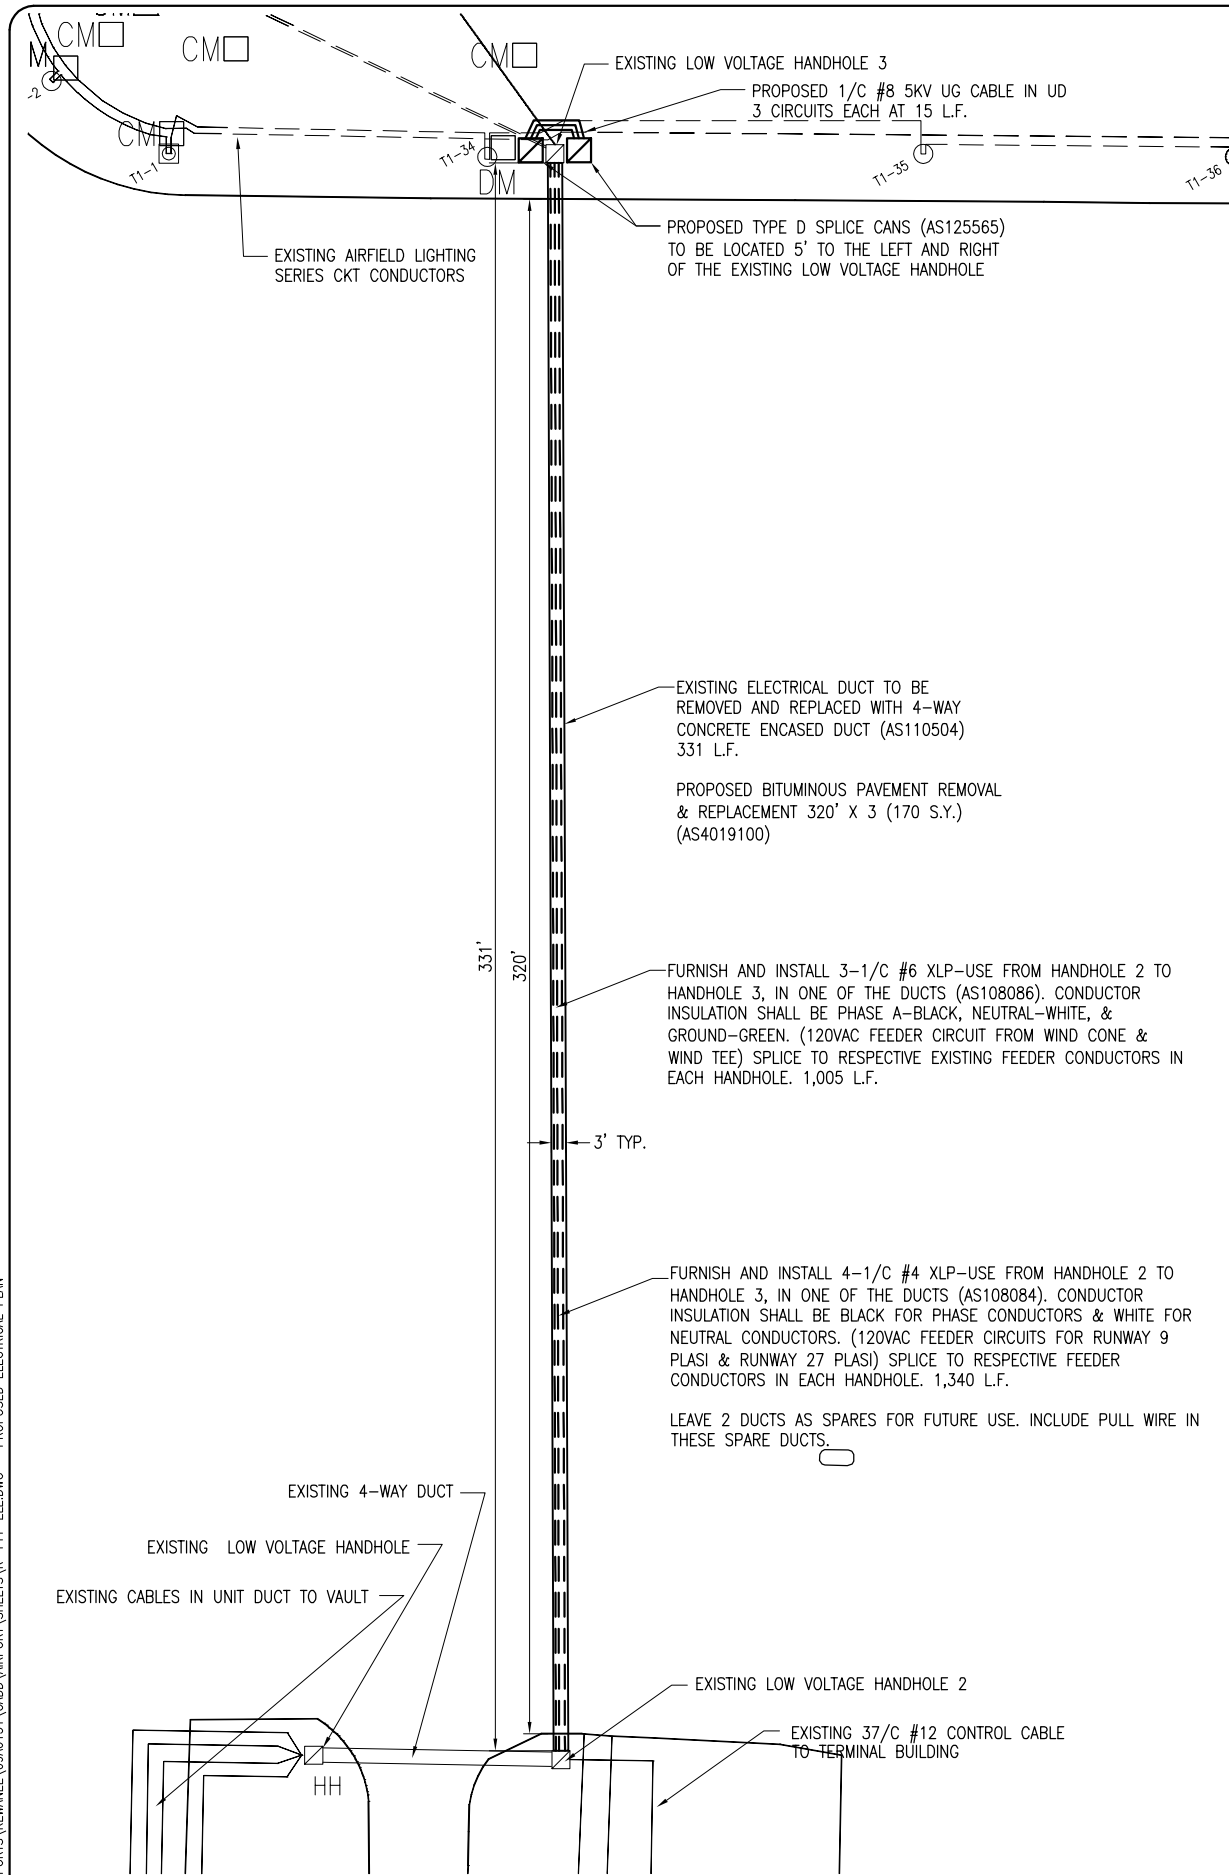 CM
CM
CM
CM
M
-2
CM
T1-1
T1-34
DM
T1-35
T1-36
EXISTING LOW VOLTAGE HANDHOLE 3
PROPOSED 1/C #8 5KV UG CABLE IN UD
3 CIRCUITS EACH AT 15 L.F.
PROPOSED TYPE D SPLICE CANS (AS125565)
TO BE LOCATED 5' TO THE LEFT AND RIGHT
OF THE EXISTING LOW VOLTAGE HANDHOLE
EXISTING AIRFIELD LIGHTING
SERIES CKT CONDUCTORS
EXISTING ELECTRICAL DUCT TO BE
REMOVED AND REPLACED WITH 4-WAY
CONCRETE ENCASED DUCT (AS110504)
331 L.F.
PROPOSED BITUMINOUS PAVEMENT REMOVAL
& REPLACEMENT 320' X 3 (170 S.Y.)
(AS4019100)
331'
320'
FURNISH AND INSTALL 3-1/C #6 XLP-USE FROM HANDHOLE 2 TO
HANDHOLE 3, IN ONE OF THE DUCTS (AS108086). CONDUCTOR
INSULATION SHALL BE PHASE A-BLACK, NEUTRAL-WHITE, &
GROUND-GREEN. (120VAC FEEDER CIRCUIT FROM WIND CONE &
WIND TEE) SPLICE TO RESPECTIVE EXISTING FEEDER CONDUCTORS IN
EACH HANDHOLE. 1,005 L.F.
3' TYP.
FURNISH AND INSTALL 4-1/C #4 XLP-USE FROM HANDHOLE 2 TO
HANDHOLE 3, IN ONE OF THE DUCTS (AS108084). CONDUCTOR
INSULATION SHALL BE BLACK FOR PHASE CONDUCTORS & WHITE FOR
NEUTRAL CONDUCTORS. (120VAC FEEDER CIRCUITS FOR RUNWAY 9
PLASI & RUNWAY 27 PLASI) SPLICE TO RESPECTIVE FEEDER
CONDUCTORS IN EACH HANDHOLE. 1,340 L.F.
LEAVE 2 DUCTS AS SPARES FOR FUTURE USE. INCLUDE PULL WIRE IN
THESE SPARE DUCTS.
EXISTING 4-WAY DUCT
EXISTING LOW VOLTAGE HANDHOLE
EXISTING CABLES IN UNIT DUCT TO VAULT
EXISTING LOW VOLTAGE HANDHOLE 2
EXISTING 37/C #12 CONTROL CABLE
TO TERMINAL BUILDING
HH